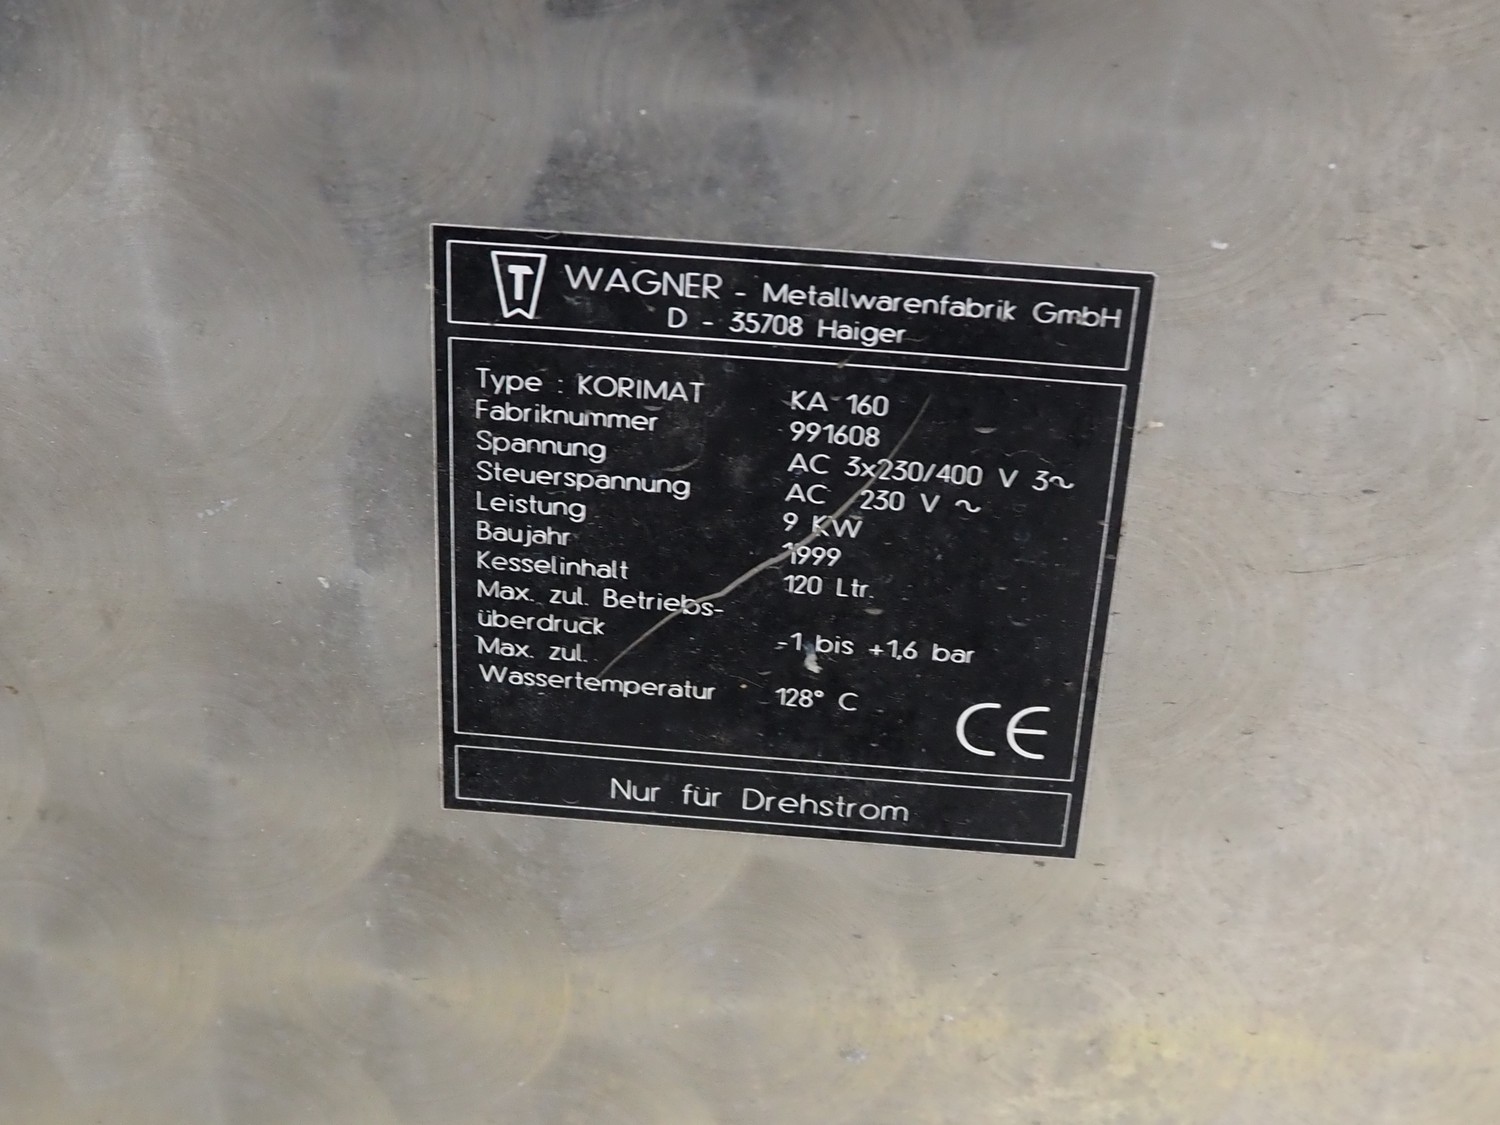 T WAGNER - Metallwarenfabrik GmbH
D - 35708 Haiger
Type : KORIMAT KA 160
Fabriknummer 991608
Spannung AC 3x230/400 V 3~
Steuerspannung AC 230 V ~
Leistung 9 KW
Baujahr 1999
Kesselinhalt 120 Ltr.
Max. zul. Betriebs-
überdruck -1 bis +1,6 bar
Max. zul.
Wassertemperatur 128° C
CE
Nur für Drehstrom